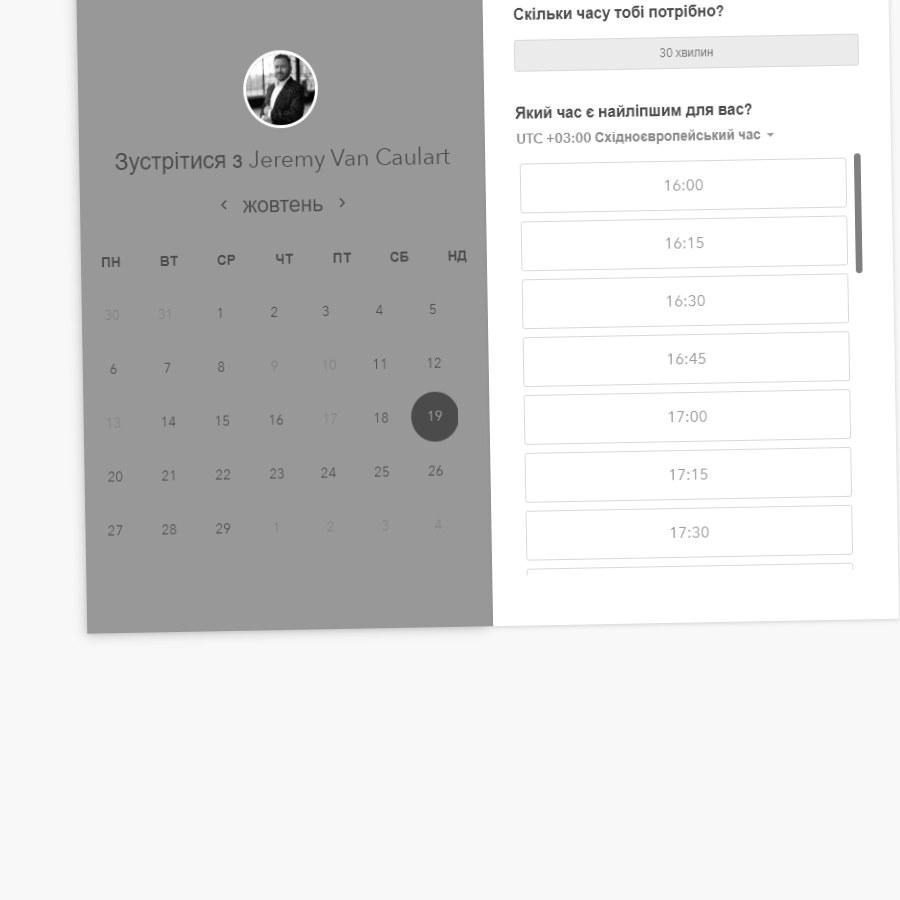 Зустрітися з Jeremy Van Caulart
‹ жовтень ›
ПН ВТ СР ЧТ ПТ СБ НД
30 31 1 2 3 4 5
6 7 8 9 10 11 12
13 14 15 16 17 18 19
20 21 22 23 24 25 26
27 28 29 1 2 3 4
Скільки часу тобі потрібно?
30 хвилин
Який час є найліпшим для вас?
UTC +03:00 Східноєвропейський час
16:00
16:15
16:30
16:45
17:00
17:15
17:30